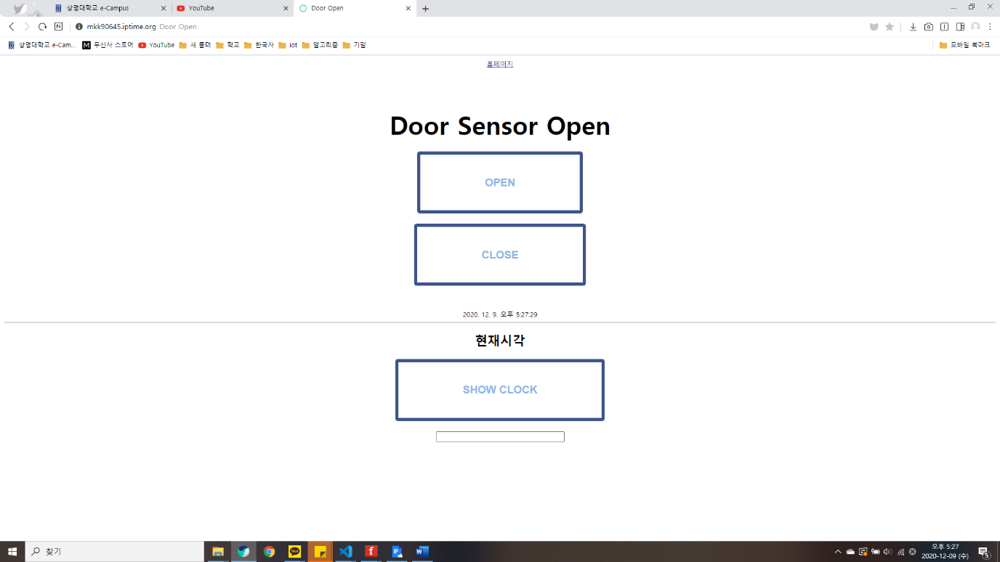 상명대학교 e-Campus
YouTube
Door Open
N
mkk90645.iptime.org Door Open
상명대학교 e-Cam...
M 무신사 스토어
YouTube
새 폴더
학교
한국사
iot
알고리즘
기말
모바일 북마크
홈페이지
Door Sensor Open
OPEN
CLOSE
2020. 12. 9. 오후 5:27:29
현재시각
SHOW CLOCK
찾기
TALK
W
오후 5:27
2020-12-09 (수)
5